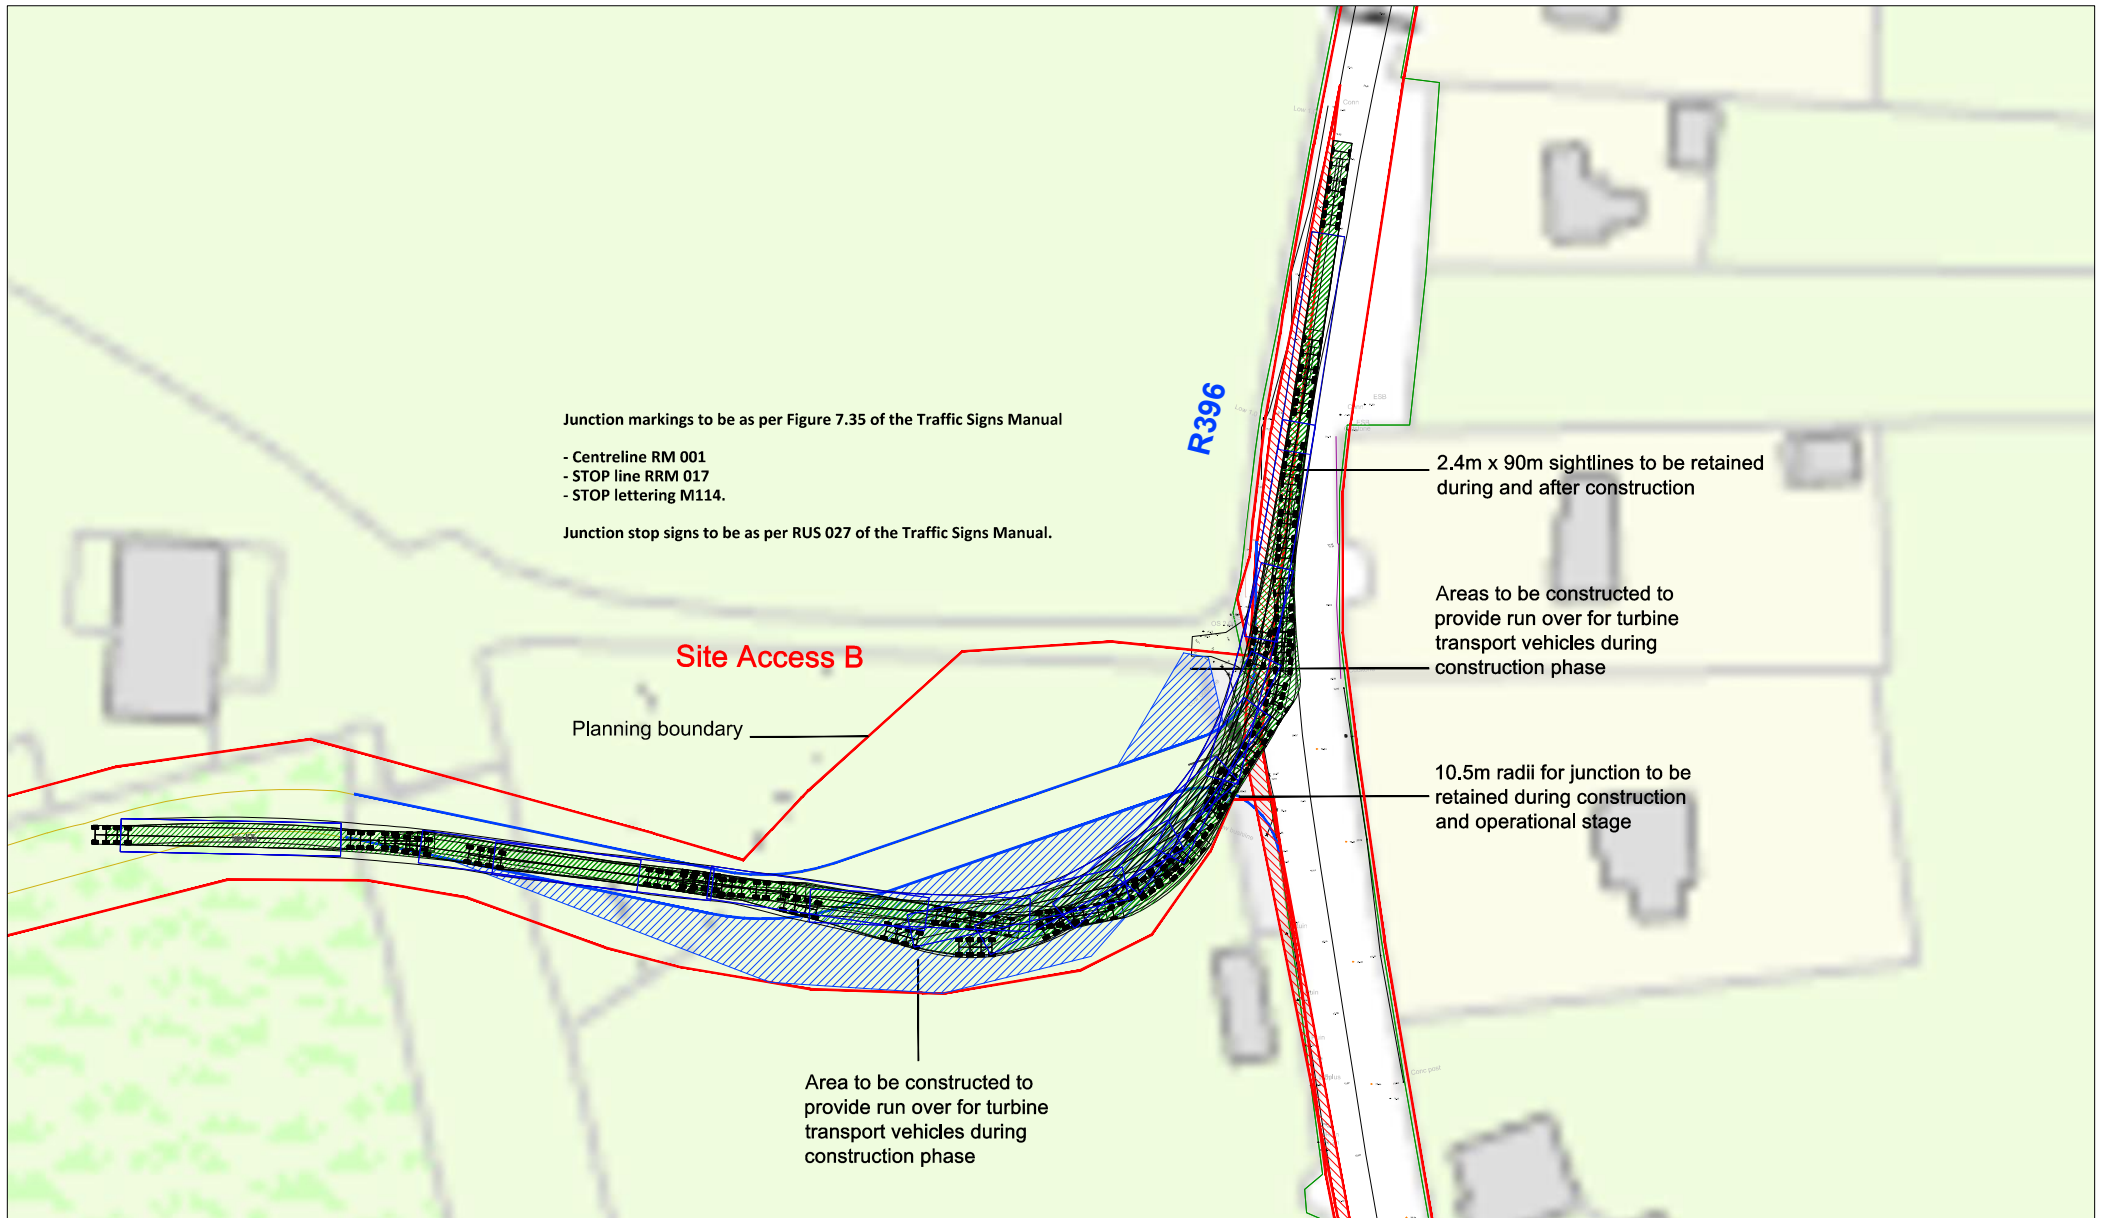 Junction markings to be as per Figure 7.35 of the Traffic Signs Manual
- Centreline RM 001
- STOP line RRM 017
- STOP lettering M114.
Junction stop signs to be as per RUS 027 of the Traffic Signs Manual.
R396
2.4m x 90m sightlines to be retained
during and after construction
Areas to be constructed to
provide run over for turbine
transport vehicles during
construction phase
Site Access B
Planning boundary
10.5m radii for junction to be
retained during construction
and operational stage
Area to be constructed to
provide run over for turbine
transport vehicles during
construction phase
ESB
Conc post